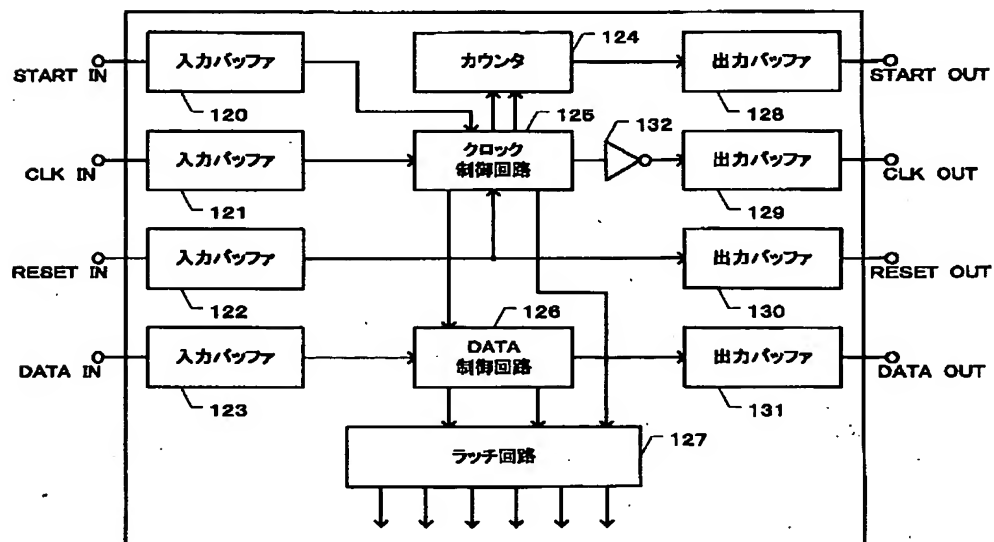 124
入力バッファ
カウンタ
出力バッファ
START IN
START OUT
120
125
128
132
入力バッファ
クロック
制御回路
出力バッファ
CLK IN
CLK OUT
121
129
入力バッファ
出力バッファ
RESET IN
RESET OUT
122
126
130
入力バッファ
DATA
制御回路
出力バッファ
DATA IN
DATA OUT
123
131
127
ラッチ回路